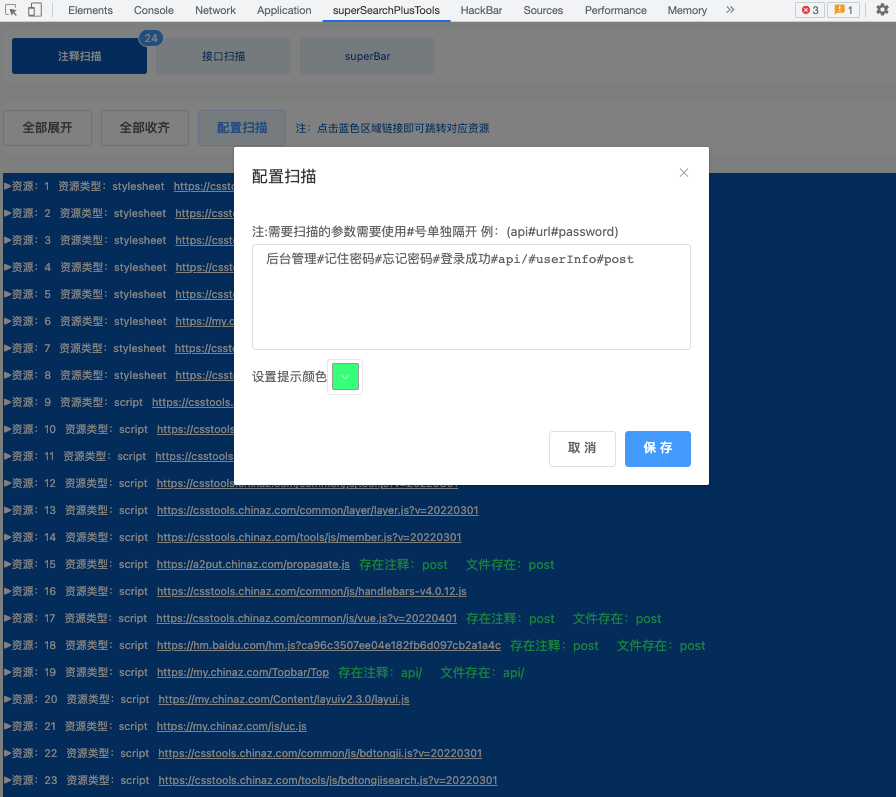 Elements Console Network Application superSearchPlusTools HackBar Sources Performance Memory » 3 1
注释扫描 24 接口扫描 superBar
全部展开 全部收齐 配置扫描 注：点击蓝色区域链接即可跳转对应资源
配置扫描
注:需要扫描的参数需要使用#号单独隔开 例：(api#url#password)
后台管理#记住密码#忘记密码#登录成功#api/#userInfo#post
设置提示颜色
取 消 保 存
▶资源：1 资源类型：stylesheet https://cssto
▶资源：2 资源类型：stylesheet https://cssto
▶资源：3 资源类型：stylesheet https://cssto
▶资源：4 资源类型：stylesheet https://cssto
▶资源：5 资源类型：stylesheet https://cssto
▶资源：6 资源类型：stylesheet https://my.c
▶资源：7 资源类型：stylesheet https://cssto
▶资源：8 资源类型：stylesheet https://cssto
▶资源：9 资源类型：script https://csstools.
▶资源：10 资源类型：script https://csstools
▶资源：11 资源类型：script https://csstools
▶资源：12 资源类型：script https://csstools.chinaz.com/common/js/tool.js?v=20220301
▶资源：13 资源类型：script https://csstools.chinaz.com/common/layer/layer.js?v=20220301
▶资源：14 资源类型：script https://csstools.chinaz.com/tools/js/member.js?v=20220301
▶资源：15 资源类型：script https://a2put.chinaz.com/propagate.js 存在注释：post 文件存在：post
▶资源：16 资源类型：script https://csstools.chinaz.com/common/js/handlebars-v4.0.12.js
▶资源：17 资源类型：script https://csstools.chinaz.com/common/js/vue.js?v=20220401 存在注释：post 文件存在：post
▶资源：18 资源类型：script https://hm.baidu.com/hm.js?ca96c3507ee04e182fb6d097cb2a1a4c 存在注释：post 文件存在：post
▶资源：19 资源类型：script https://my.chinaz.com/Topbar/Top 存在注释：api/ 文件存在：api/
▶资源：20 资源类型：script https://my.chinaz.com/Content/layuiv2.3.0/layui.js
▶资源：21 资源类型：script https://my.chinaz.com/js/uc.js
▶资源：22 资源类型：script https://csstools.chinaz.com/common/js/bdtongji.js?v=20220301
▶资源：23 资源类型：script https://csstools.chinaz.com/tools/js/bdtongjisearch.js?v=20220301